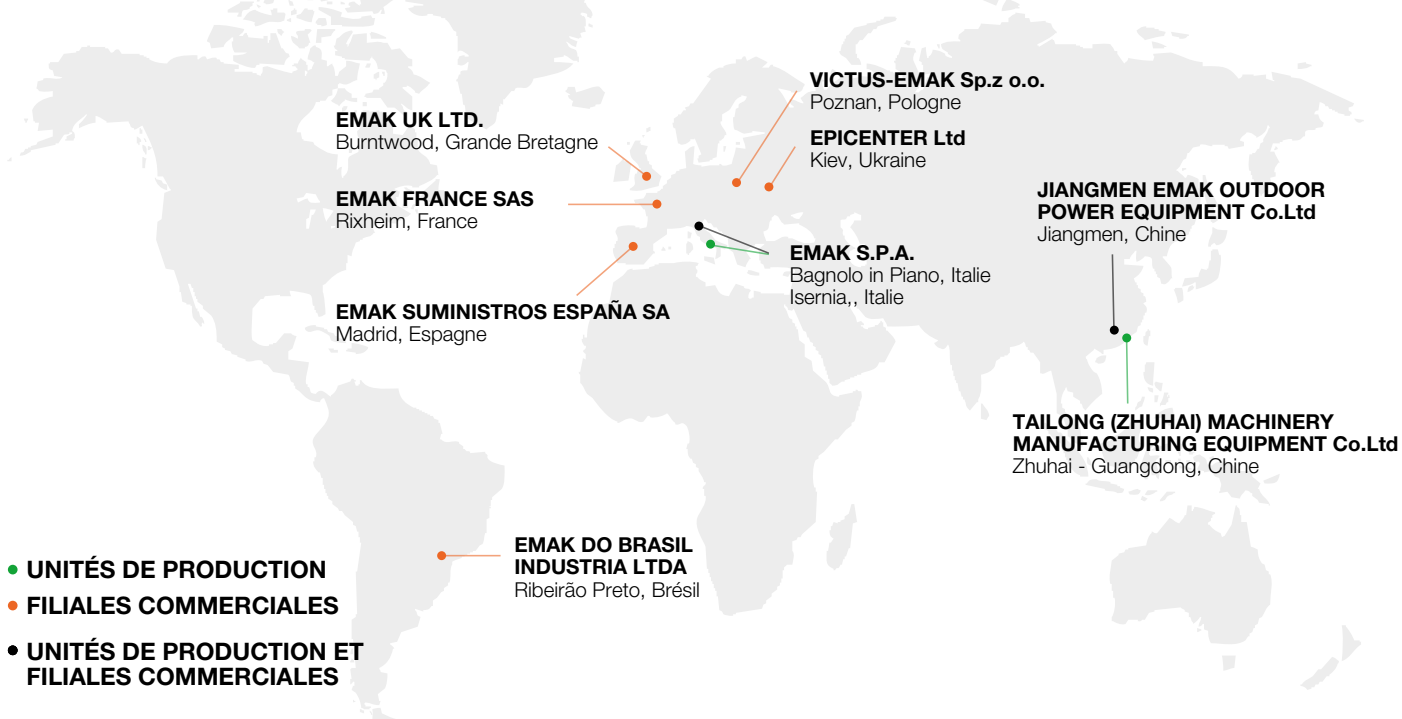 VICTUS-EMAK Sp.z o.o.
Poznan, Pologne
EMAK UK LTD.
Burntwood, Grande Bretagne
EPICENTER Ltd
Kiev, Ukraine
EMAK FRANCE SAS
Rixheim, France
JIANGMEN EMAK OUTDOOR
POWER EQUIPMENT Co.Ltd
Jiangmen, Chine
EMAK S.P.A.
Bagnolo in Piano, Italie
Isernia,, Italie
EMAK SUMINISTROS ESPAÑA SA
Madrid, Espagne
TAILONG (ZHUHAI) MACHINERY
MANUFACTURING EQUIPMENT Co.Ltd
Zhuhai - Guangdong, Chine
EMAK DO BRASIL
INDUSTRIA LTDA
Ribeirão Preto, Brésil
UNITÉS DE PRODUCTION
FILIALES COMMERCIALES
UNITÉS DE PRODUCTION ET
FILIALES COMMERCIALES